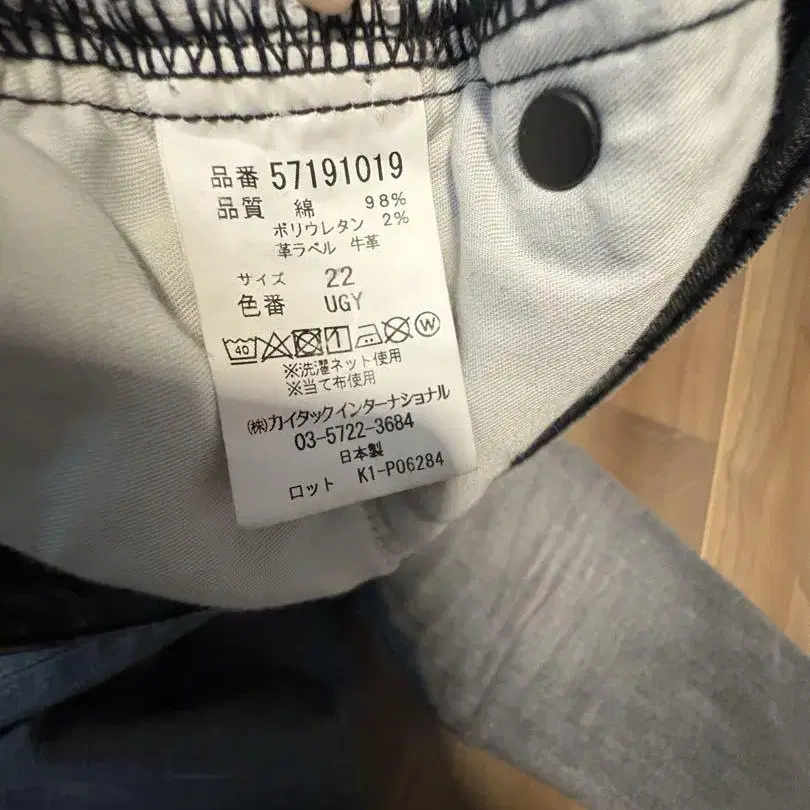 品番 57191019
品質 綿 98%
ポリウレタン 2%
革ラベル 牛革
サイズ 22
色番 UGY
40 1 W
※洗濯ネット使用
※当て布使用
(株)カイタックインターナショナル
03-5722-3684
日本製
ロット K1-P06284